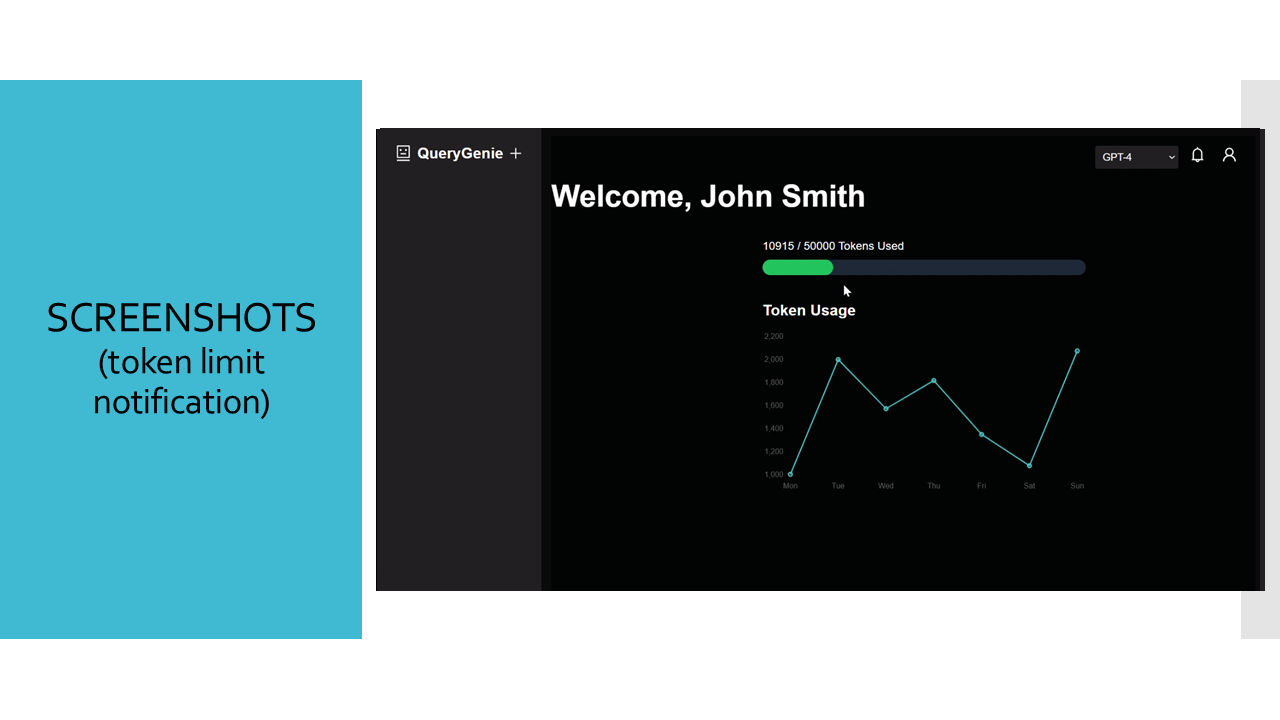 SCREENSHOTS
(token limit
notification)
QueryGenie +
GPT-4
Welcome, John Smith
10915 / 50000 Tokens Used
Token Usage
2,200
2,000
1,800
1,600
1,400
1,200
1,000
Mon Tue Wed Thu Fri Sat Sun